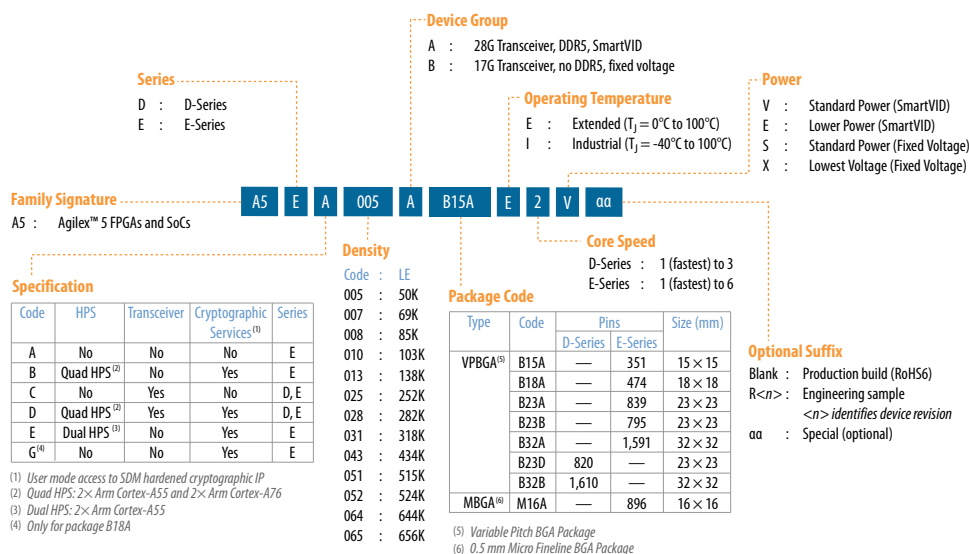 Device Group
A : 28G Transceiver, DDR5, SmartVID
B : 17G Transceiver, no DDR5, fixed voltage
Series
D : D-Series
E : E-Series
Operating Temperature
E : Extended (TJ = 0°C to 100°C)
I : Industrial (TJ = -40°C to 100°C)
Power
V : Standard Power (SmartVID)
E : Lower Power (SmartVID)
S : Standard Power (Fixed Voltage)
X : Lowest Voltage (Fixed Voltage)
Family Signature
A5 : Agilex™ 5 FPGAs and SoCs
A5 E A 005 A B15A E 2 V αα
Specification
Code HPS Transceiver Cryptographic Services (1) Series
A No No No E
B Quad HPS (2) No Yes E
C No Yes No D, E
D Quad HPS (2) Yes Yes D, E
E Dual HPS (3) No Yes E
G(4) No No Yes E
(1) User mode access to SDM hardened cryptographic IP
(2) Quad HPS: 2× Arm Cortex-A55 and 2× Arm Cortex-A76
(3) Dual HPS: 2× Arm Cortex-A55
(4) Only for package B18A
Density
Code : LE
005 : 50K
007 : 69K
008 : 85K
010 : 103K
013 : 138K
025 : 252K
028 : 282K
031 : 318K
043 : 434K
051 : 515K
052 : 524K
064 : 644K
065 : 656K
Core Speed
D-Series : 1 (fastest) to 3
E-Series : 1 (fastest) to 6
Package Code
Type Code Pins Size (mm)
D-Series E-Series
VPBGA(5) B15A — 351 15 × 15
B18A — 474 18 × 18
B23A — 839 23 × 23
B23B — 795 23 × 23
B32A — 1,591 32 × 32
B23D 820 — 23 × 23
B32B 1,610 — 32 × 32
MBGA(6) M16A — 896 16 × 16
(5) Variable Pitch BGA Package
(6) 0.5 mm Micro Fineline BGA Package
Optional Suffix
Blank : Production build (RoHS6)
R<n> : Engineering sample
<n> identifies device revision
αα : Special (optional)